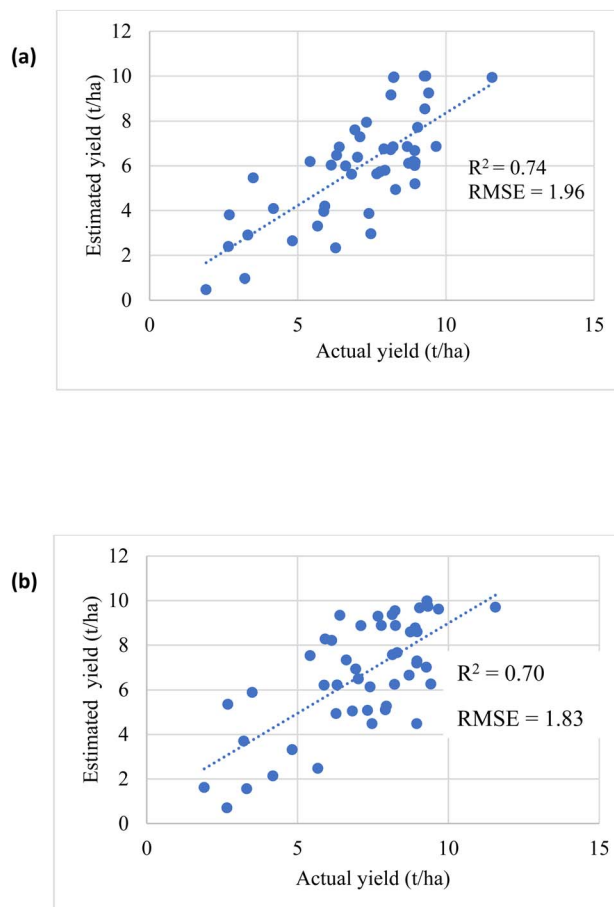 (a)
12
10
8
6
4
2
0
Estimated yield (t/ha)
R² = 0.74
RMSE = 1.96
0 5 10 15
Actual yield (t/ha)
(b)
12
10
8
6
4
2
0
Estimated yield (t/ha)
R² = 0.70
RMSE = 1.83
0 5 10 15
Actual yield (t/ha)